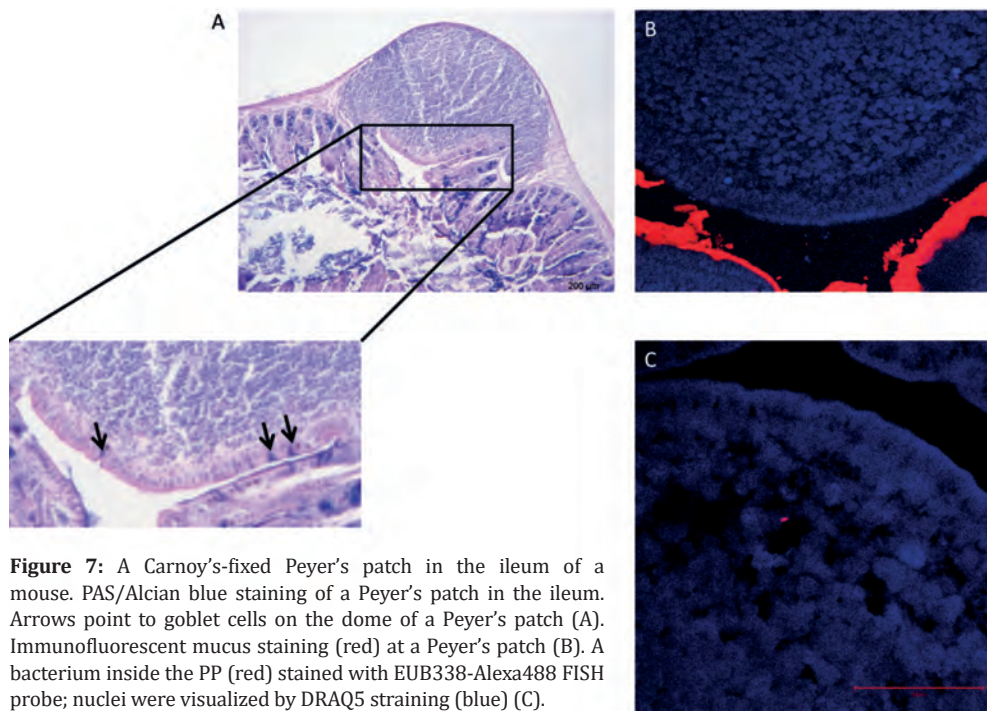 A
B
200 µm
C
Figure 7: A Carnoy's-fixed Peyer's patch in the ileum of a
mouse. PAS/Alcian blue staining of a Peyer's patch in the ileum.
Arrows point to goblet cells on the dome of a Peyer's patch (A).
Immunofluorescent mucus staining (red) at a Peyer's patch (B). A
bacterium inside the PP (red) stained with EUB338-Alexa488 FISH
probe; nuclei were visualized by DRAQ5 straining (blue) (C).